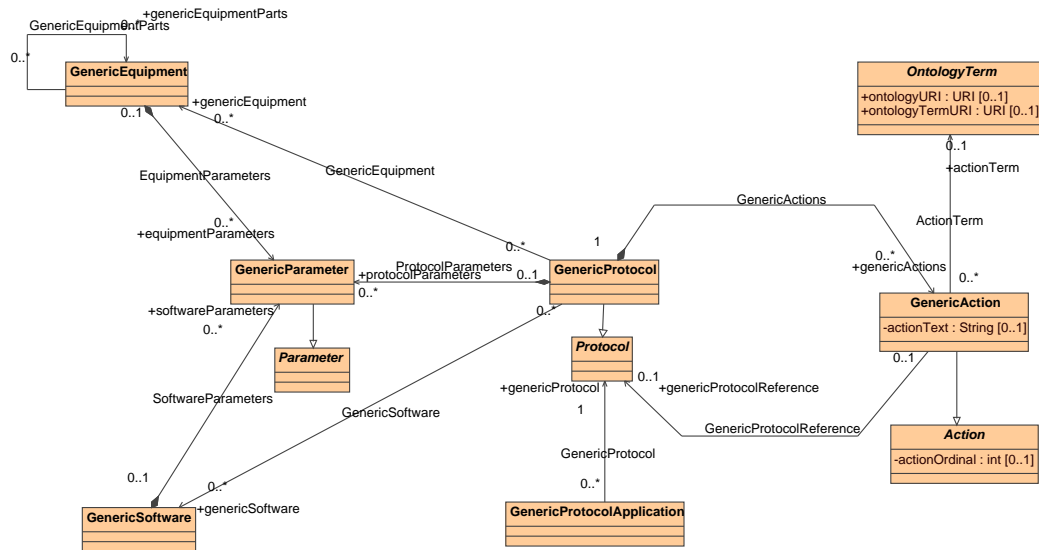 GenericEquipmentParts
+genericEquipmentParts
0..*
0..*
GenericEquipment
0..1
+genericEquipment
0..*
OntologyTerm
+ontologyURI : URI [0..1]
+ontologyTermURI : URI [0..1]
0..1
+actionTerm
EquipmentParameters
GenericEquipment
GenericActions
ActionTerm
0..*
+equipmentParameters
0..*
1
0..*
+genericActions
0..*
GenericParameter
ProtocolParameters
+protocolParameters
0..*
0..1
GenericProtocol
0..*
GenericAction
-actionText : String [0..1]
0..1
+softwareParameters
0..*
Parameter
Protocol
+genericProtocol
0..1
+genericProtocolReference
SoftwareParameters
GenericSoftware
1
GenericProtocolReference
Action
-actionOrdinal : int [0..1]
GenericProtocol
0..1
0..*
0..*
+genericSoftware
GenericSoftware
GenericProtocolApplication